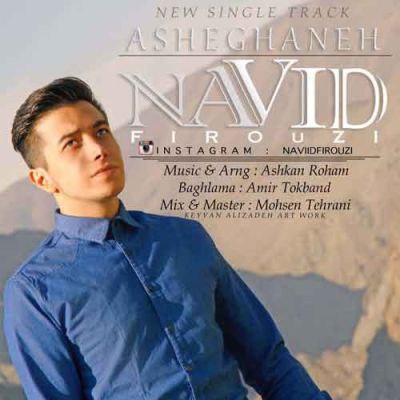 NEW SINGLE TRACK
ASHEGHANEH
NAVID
FIROUZI
INSTAGRAM : NAVIIDFIROUZI
Music & Arng : Ashkan Roham
Baghlama : Amir Tokband
Mix & Master : Mohsen Tehrani
KEYVAN ALIZADEH ART WORK